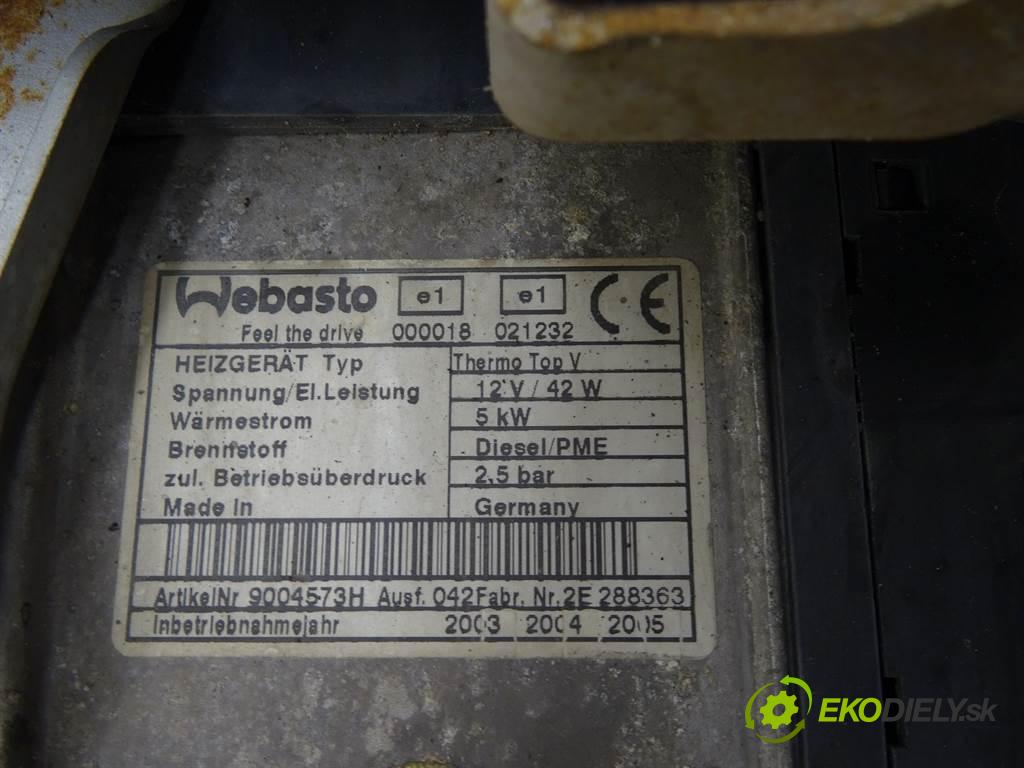 Webasto e1 e1 CE
Feel the drive 000018 021232
HEIZGERÄT Typ Thermo Top V
Spannung/El.Leistung 12 V / 42 W
Wärmestrom 5 kW
Brennstoff Diesel/PME
zul. Betriebsüberdruck 2,5 bar
Made in Germany
ArtikelNr 9004573H Ausf. 042 Fabr. Nr. 2E 288363
Inbetriebnahmejahr 2003 2004 2005
EKODIELY.sk